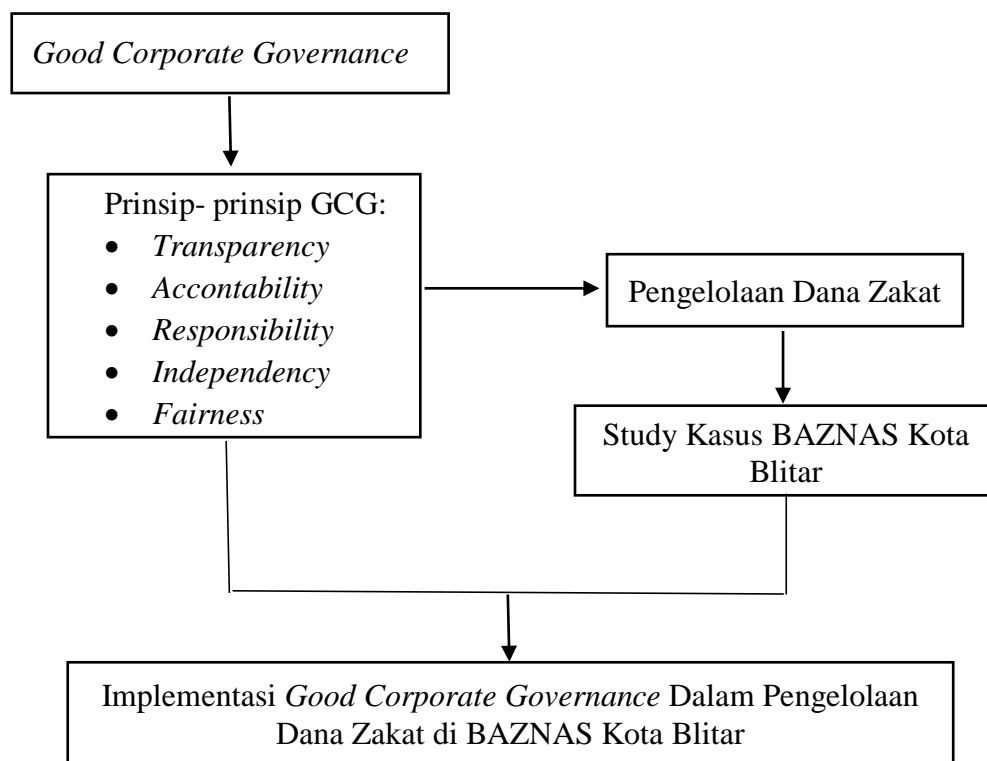 Good Corporate Governance
Prinsip- prinsip GCG:
• Transparency
• Accontability
• Responsibility
• Independency
• Fairness
Pengelolaan Dana Zakat
Study Kasus BAZNAS Kota
Blitar
Implementasi Good Corporate Governance Dalam Pengelolaan
Dana Zakat di BAZNAS Kota Blitar